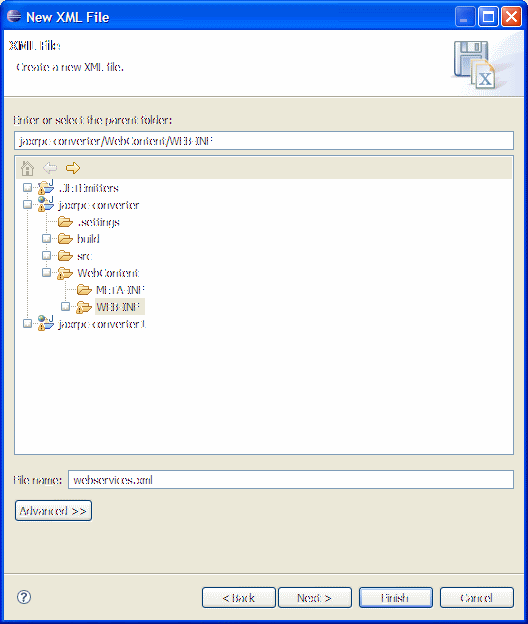 New XML File
XML File
Create a new XML file.
Enter or select the parent folder:
jaxrpc-converter/WebContent/WEB-INF
.JETEmitters
jaxrpc-converter
.settings
build
src
WebContent
META-INF
WEB-INF
jaxrpc-converter1
File name: webservices.xml
Advanced >>
? < Back Next > Finish Cancel